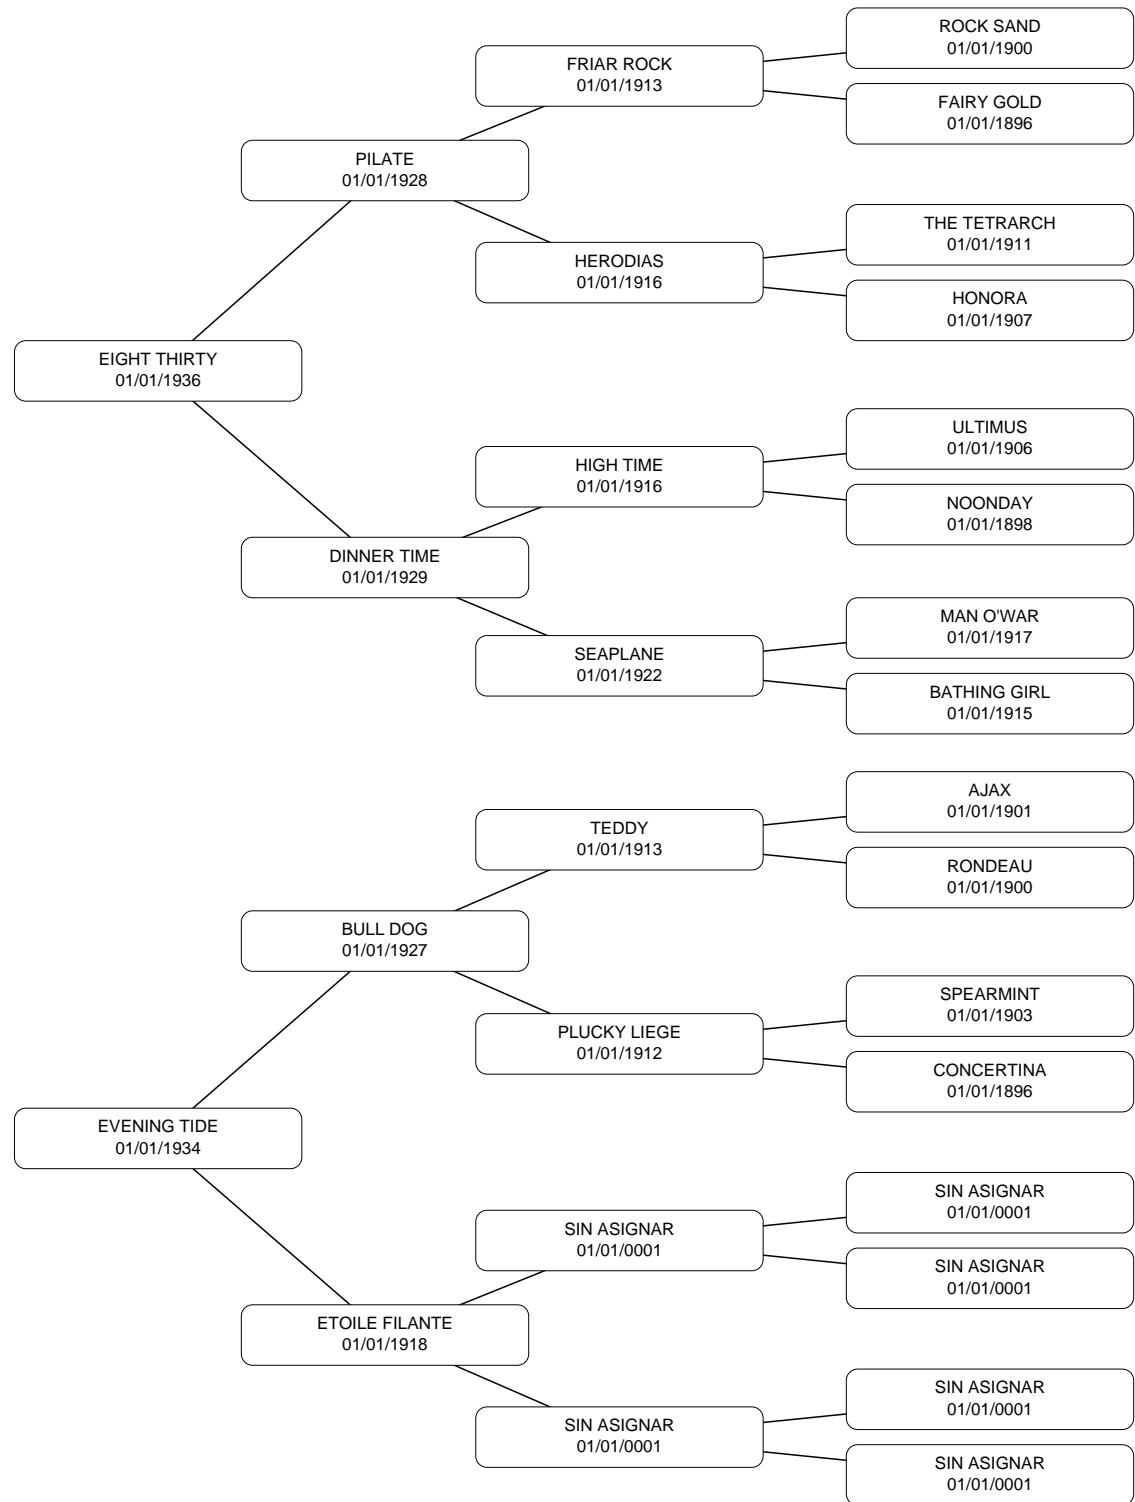 ROCK SAND
01/01/1900
FRIAR ROCK
01/01/1913
FAIRY GOLD
01/01/1896
PILATE
01/01/1928
THE TETRARCH
01/01/1911
HERODIAS
01/01/1916
HONORA
01/01/1907
EIGHT THIRTY
01/01/1936
ULTIMUS
01/01/1906
HIGH TIME
01/01/1916
NOONDAY
01/01/1898
DINNER TIME
01/01/1929
MAN O'WAR
01/01/1917
SEAPLANE
01/01/1922
BATHING GIRL
01/01/1915
AJAX
01/01/1901
TEDDY
01/01/1913
RONDEAU
01/01/1900
BULL DOG
01/01/1927
SPEARMINT
01/01/1903
PLUCKY LIEGE
01/01/1912
CONCERTINA
01/01/1896
EVENING TIDE
01/01/1934
SIN ASIGNAR
01/01/0001
SIN ASIGNAR
01/01/0001
SIN ASIGNAR
01/01/0001
ETOILE FILANTE
01/01/1918
SIN ASIGNAR
01/01/0001
SIN ASIGNAR
01/01/0001
SIN ASIGNAR
01/01/0001